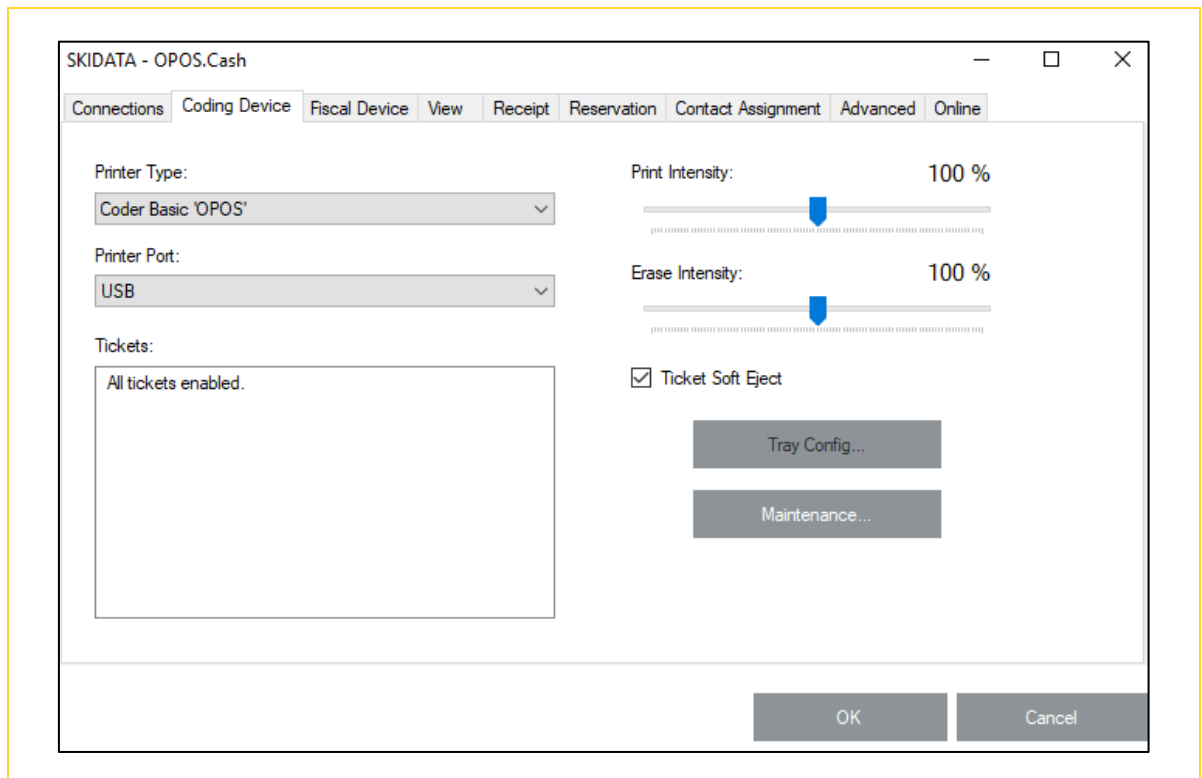 SKIDATA - OPOS.Cash
Connections Coding Device Fiscal Device View Receipt Reservation Contact Assignment Advanced Online
Printer Type:
Coder Basic 'OPOS'
Printer Port:
USB
Tickets:
All tickets enabled.
Print Intensity: 100 %
Erase Intensity: 100 %
Ticket Soft Eject
Tray Config...
Maintenance...
OK Cancel